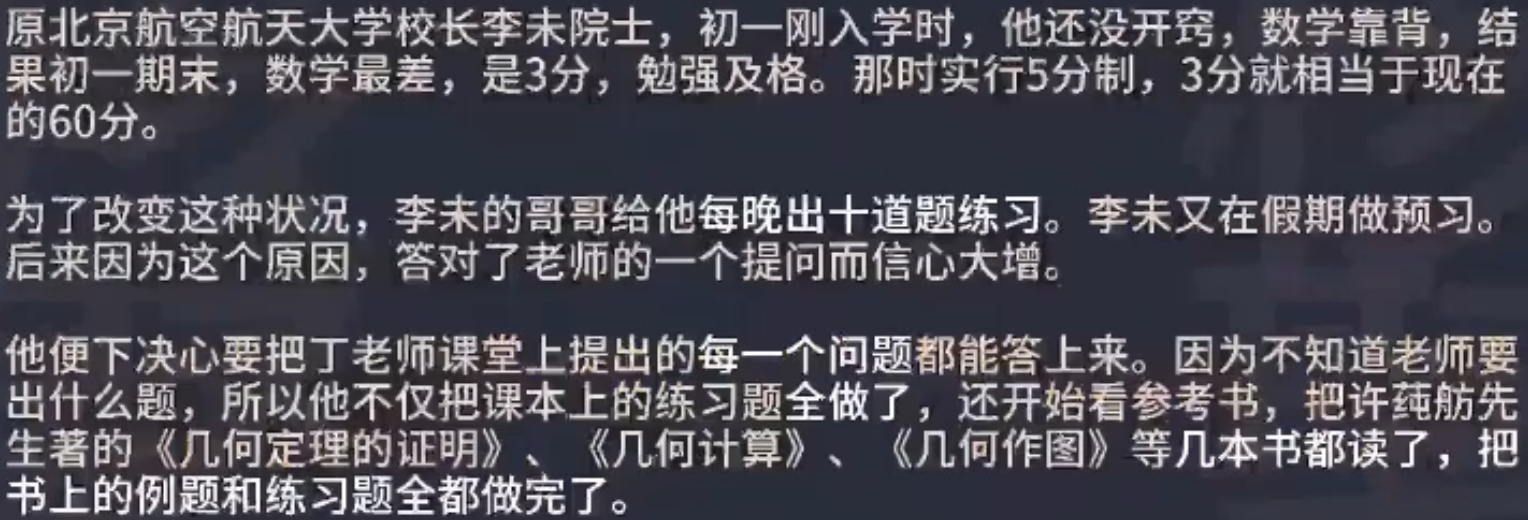 原北京航空航天大学校长李未院士，初一刚入学时，他还没开窍，数学靠背，结
果初一期末，数学最差，是3分，勉强及格。那时实行5分制，3分就相当于现在
的60分。
为了改变这种状况，李未的哥哥给他每晚出十道题练习。李未又在假期做预习。
后来因为这个原因，答对了老师的一个提问而信心大增。
他便下决心要把丁老师课堂上提出的每一个问题都能答上来。因为不知道老师要
出什么题，所以他不仅把课本上的练习题全做了，还开始看参考书，把许莼舫先
生著的《几何定理的证明》、《几何计算》、《几何作图》等几本书都读了，把
书上的例题和练习题全都做完了。